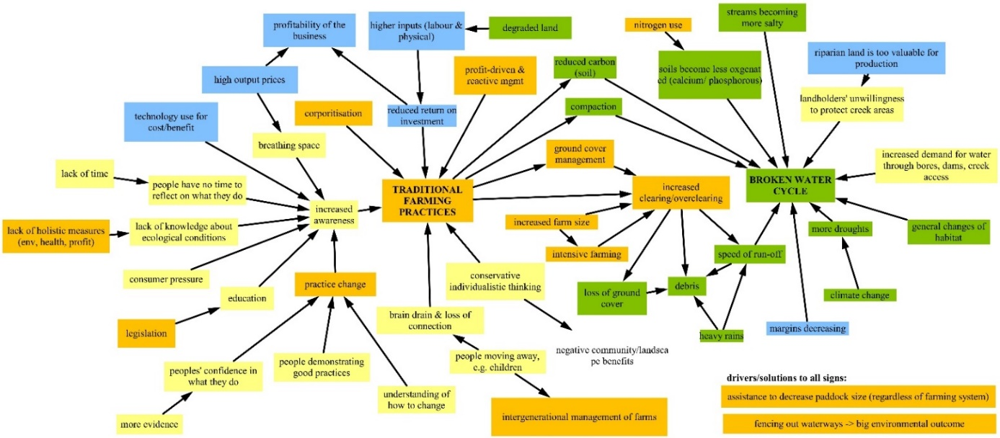 profitability of the
business
higher inputs (labour &
physical)
degraded land
nitrogen use
streams becoming
more salty
riparian land is too valuable for
production
high output prices
profit-driven &
reactive mgmt
reduced carbon
(soil)
soils become less oxgenat
ed (calcium/ phosphorous)
landholders' unwillingness
to protect creek areas
technology use for
cost/benefit
corporitisation
reduced return on
investment
compaction
breathing space
ground cover
management
increased demand for water
through bores, dams, creek
access
lack of time
people have no time to
reflect on what they do
increased
awareness
TRADITIONAL
FARMING
PRACTICES
increased
clearing/overclearing
BROKEN WATER
CYCLE
lack of holistic measures
(env, health, profit)
lack of knowledge about
ecological conditions
increased farm size
more droughts
general changes of
habitat
intensive farming
speed of run-off
consumer pressure
practice change
conservative
individualistic thinking
education
loss of ground
cover
debris
climate change
legislation
brain drain & loss of
connection
heavy rains
margins decreasing
peoples' confidence in
what they do
people demonstrating
good practices
people moving away,
e.g. children
negative community/landsca
pe benefits
understanding of
how to change
more evidence
intergenerational management of farms
drivers/solutions to all signs:
assistance to decrease paddock size (regardless of farming system)
fencing out waterways -> big environmental outcome